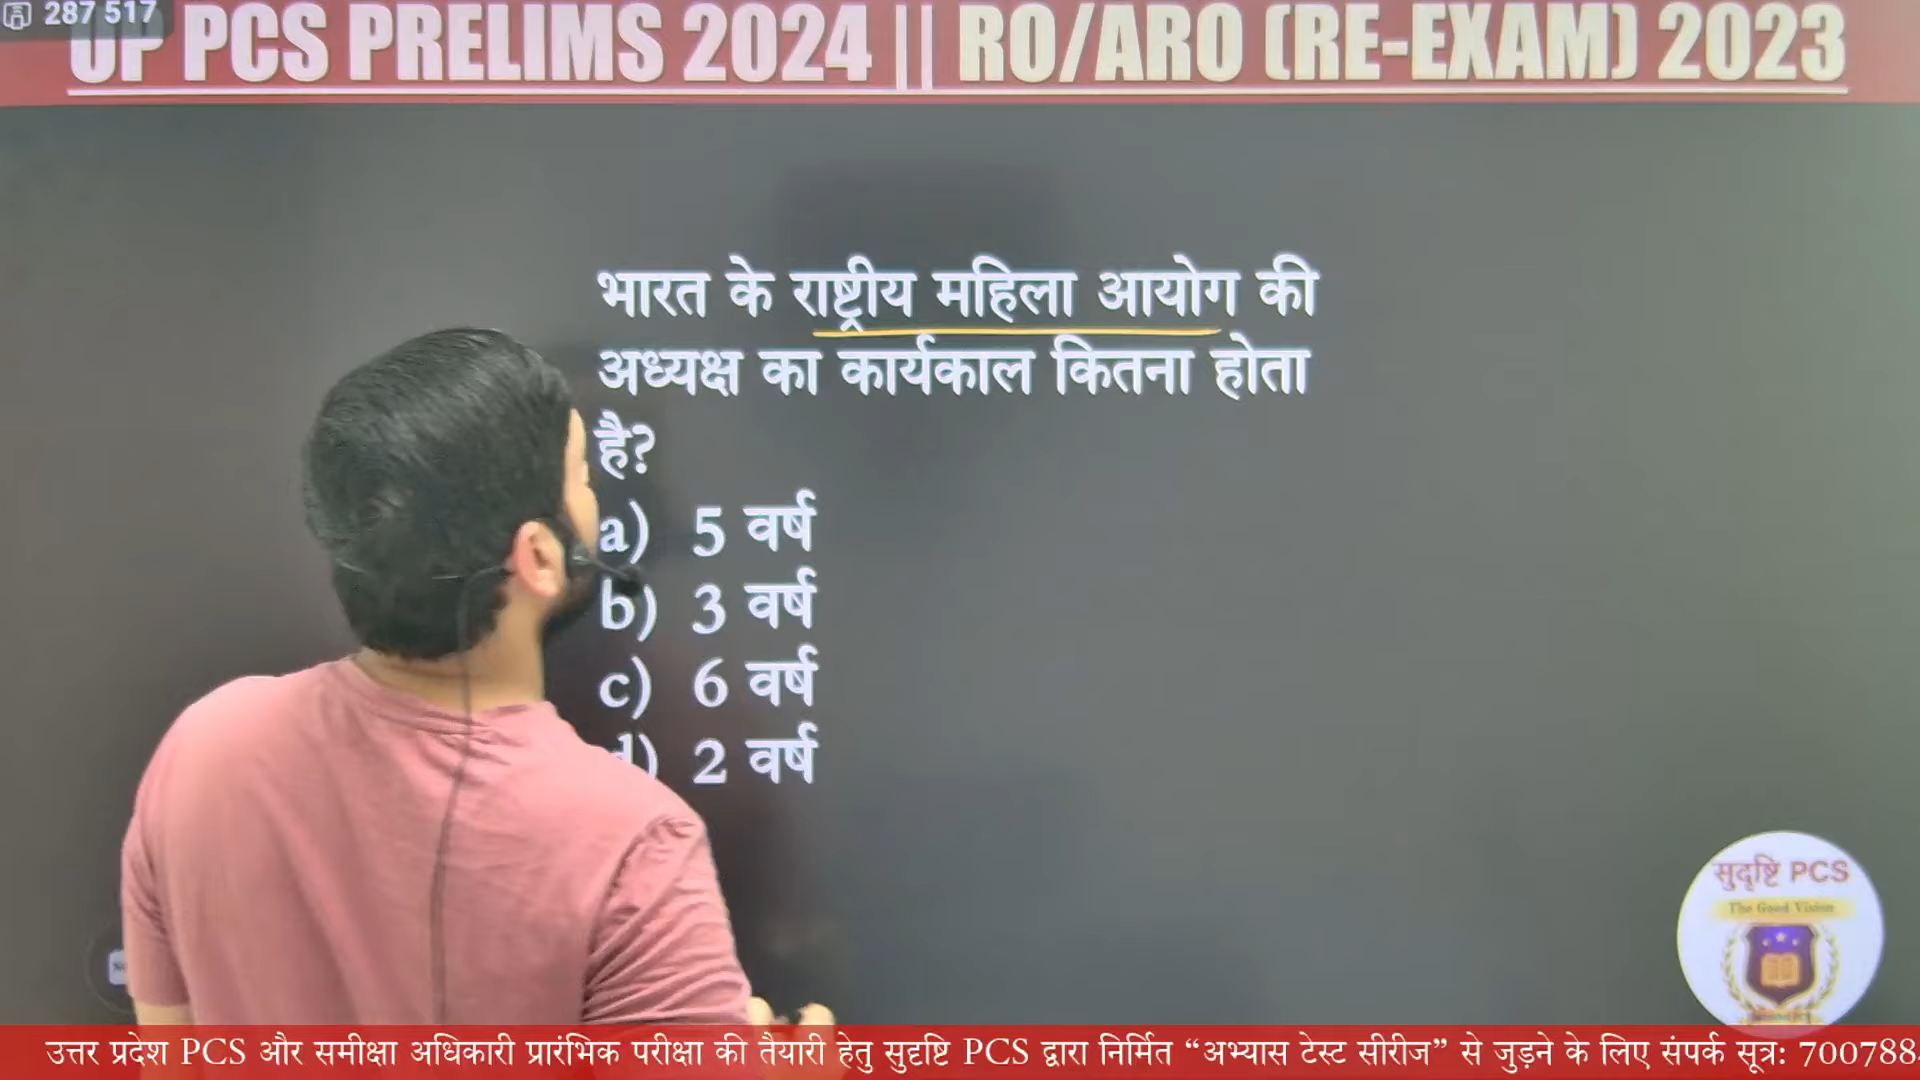 287 517
UP PCS PRELIMS 2024 || RO/ARO (RE-EXAM) 2023
भारत के राष्ट्रीय महिला आयोग की
अध्यक्ष का कार्यकाल कितना होता
है?
a) 5 वर्ष
b) 3 वर्ष
c) 6 वर्ष
d) 2 वर्ष
सुदृष्टि PCS
The Good Vision
उत्तर प्रदेश PCS और समीक्षा अधिकारी प्रारंभिक परीक्षा की तैयारी हेतु सुदृष्टि PCS द्वारा निर्मित “अभ्यास टेस्ट सीरीज” से जुड़ने के लिए संपर्क सूत्र: 700788